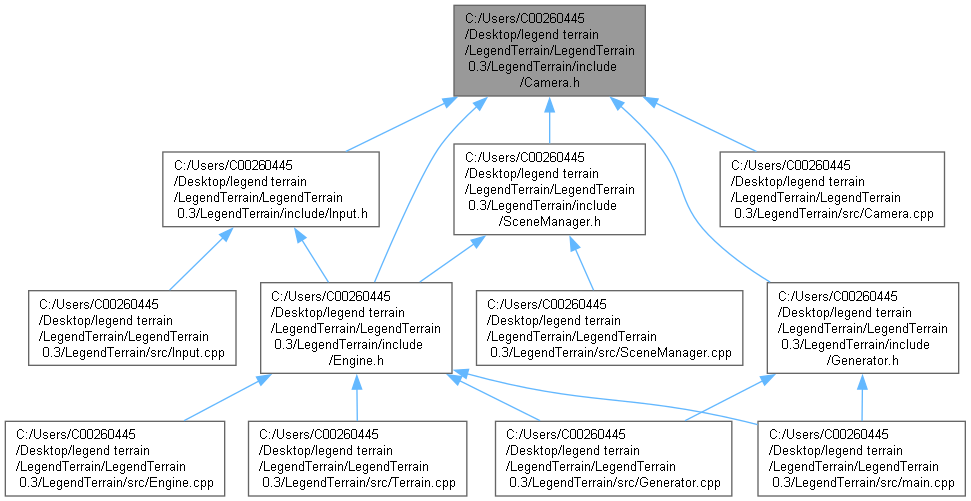 C:/Users/C00260445
/Desktop/legend terrain
/LegendTerrain/LegendTerrain
0.3/LegendTerrain/include
/Camera.h
C:/Users/C00260445
/Desktop/legend terrain
/LegendTerrain/LegendTerrain
0.3/LegendTerrain/include/Input.h
C:/Users/C00260445
/Desktop/legend terrain
/LegendTerrain/LegendTerrain
0.3/LegendTerrain/include
/SceneManager.h
C:/Users/C00260445
/Desktop/legend terrain
/LegendTerrain/LegendTerrain
0.3/LegendTerrain/src/Camera.cpp
C:/Users/C00260445
/Desktop/legend terrain
/LegendTerrain/LegendTerrain
0.3/LegendTerrain/src/Input.cpp
C:/Users/C00260445
/Desktop/legend terrain
/LegendTerrain/LegendTerrain
0.3/LegendTerrain/include
/Engine.h
C:/Users/C00260445
/Desktop/legend terrain
/LegendTerrain/LegendTerrain
0.3/LegendTerrain/src/SceneManager.cpp
C:/Users/C00260445
/Desktop/legend terrain
/LegendTerrain/LegendTerrain
0.3/LegendTerrain/include
/Generator.h
C:/Users/C00260445
/Desktop/legend terrain
/LegendTerrain/LegendTerrain
0.3/LegendTerrain/src/Engine.cpp
C:/Users/C00260445
/Desktop/legend terrain
/LegendTerrain/LegendTerrain
0.3/LegendTerrain/src/Terrain.cpp
C:/Users/C00260445
/Desktop/legend terrain
/LegendTerrain/LegendTerrain
0.3/LegendTerrain/src/Generator.cpp
C:/Users/C00260445
/Desktop/legend terrain
/LegendTerrain/LegendTerrain
0.3/LegendTerrain/src/main.cpp